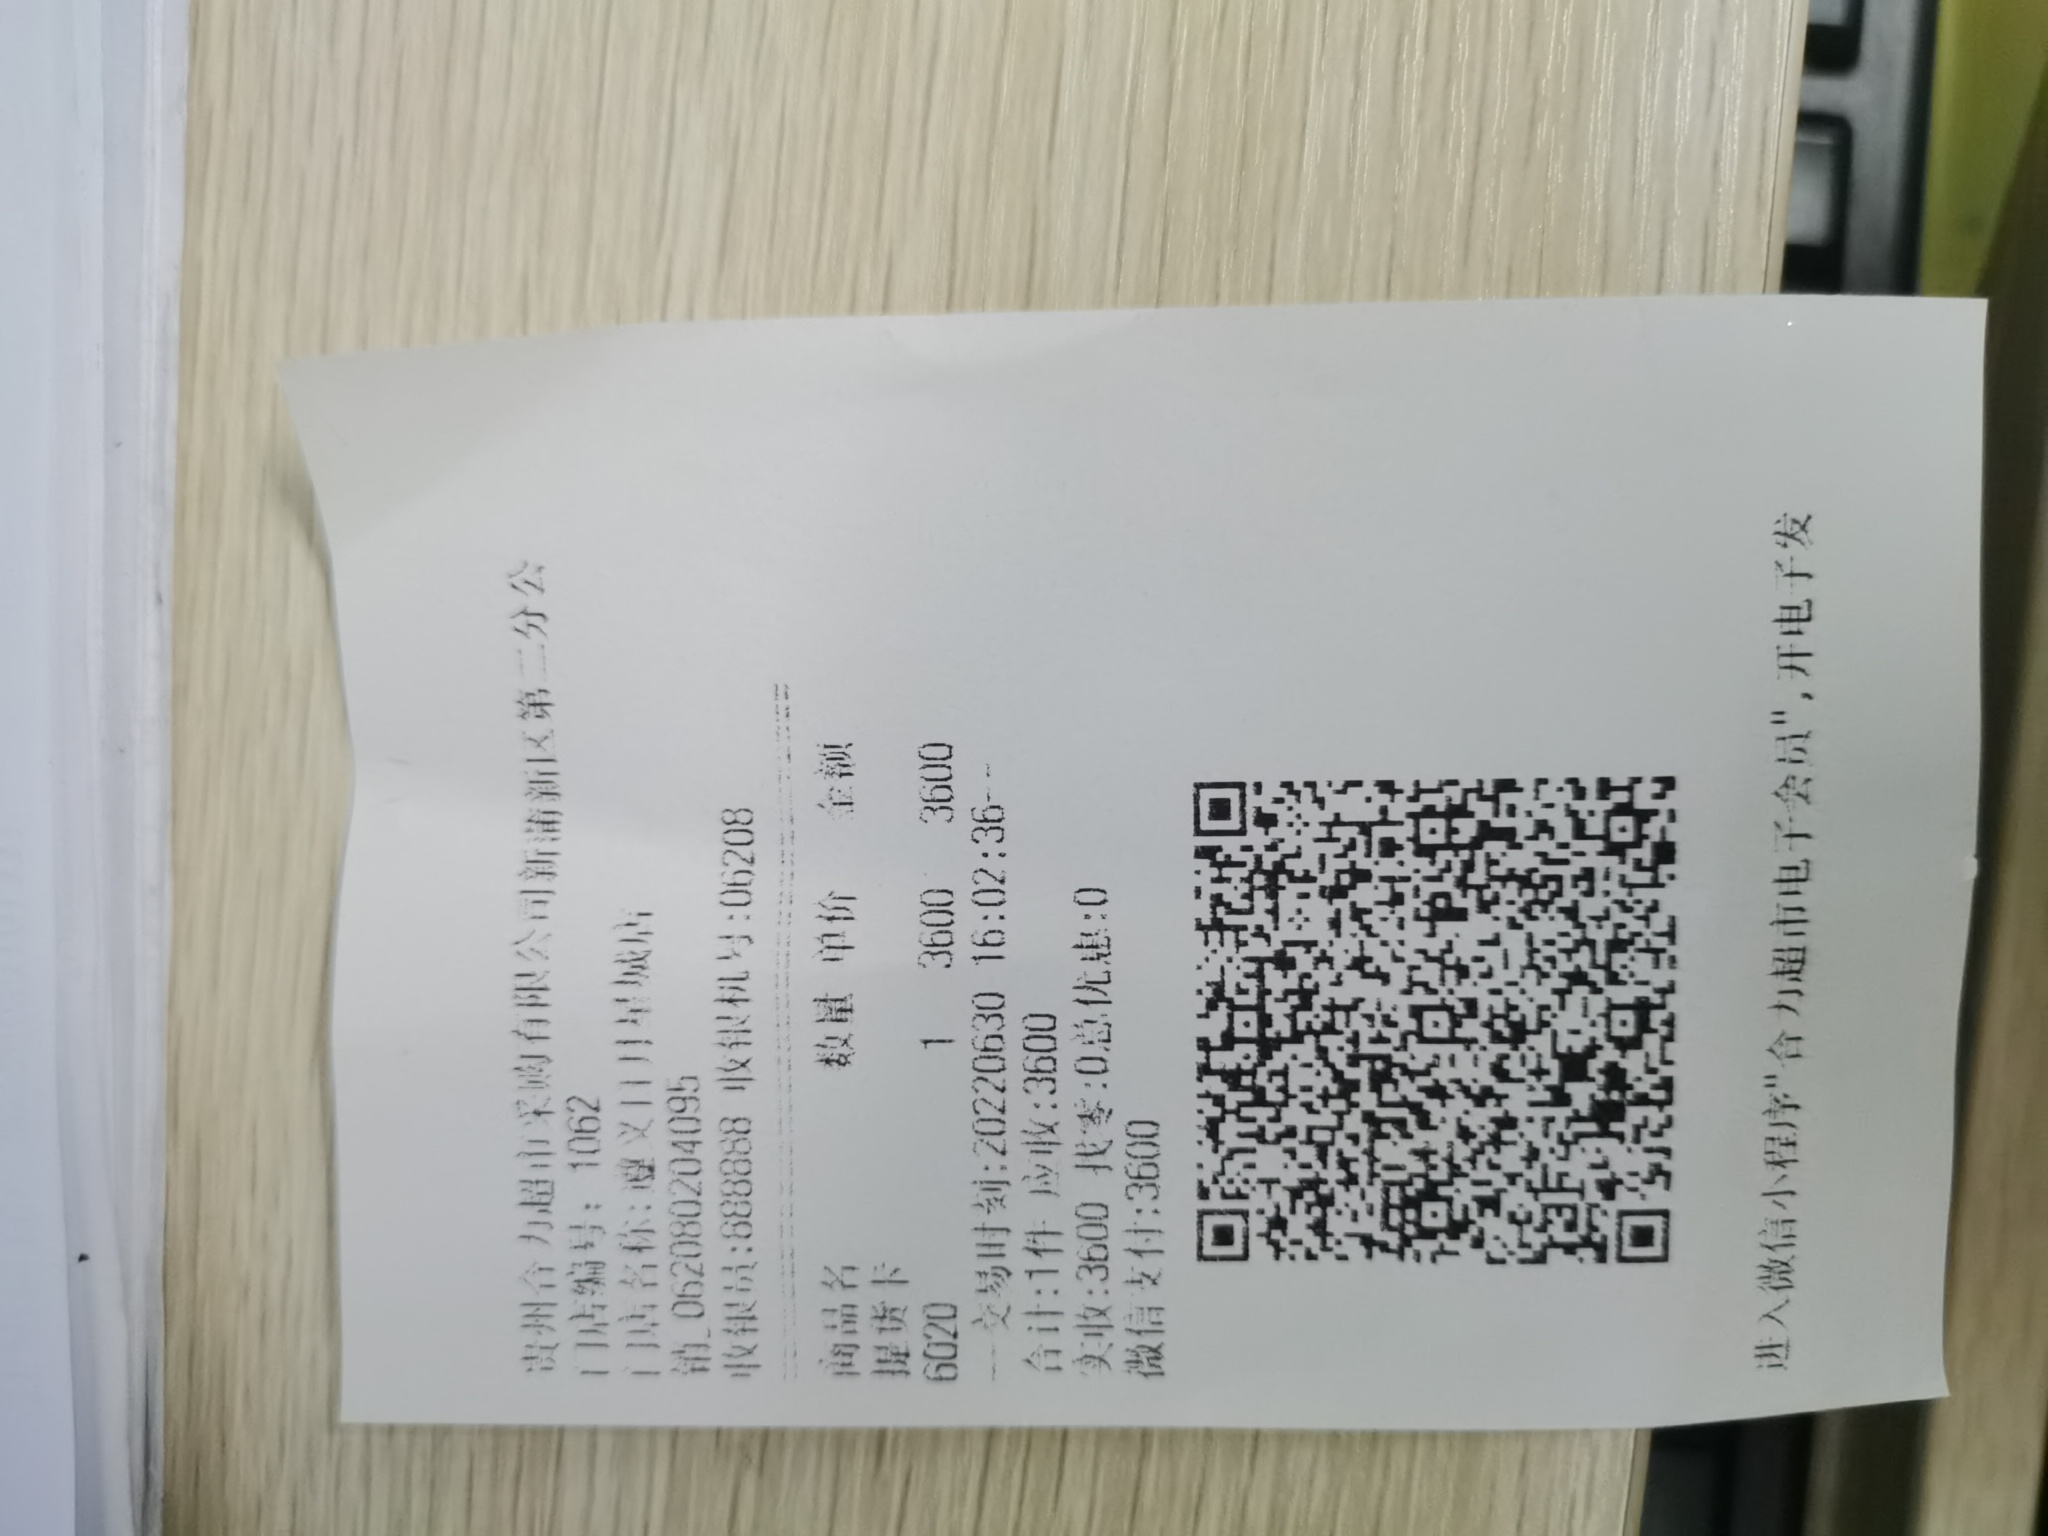 贵州合力超市采购有限公司新蒲新区第二分公
门店编号: 1062
门店名称:遵义日月星城店
销_0620802040​95
收银员:888888 收银机号:06208
商品名 数量 单价 金额
提货卡
6020 1 3600 3600
---交易时刻:20220630 16:02:36---
合计:1件 应收:3600
实收:3600 找零:0总优惠:0
微信支付:3600
进入微信小程序"合力超市电子会员",开电子发